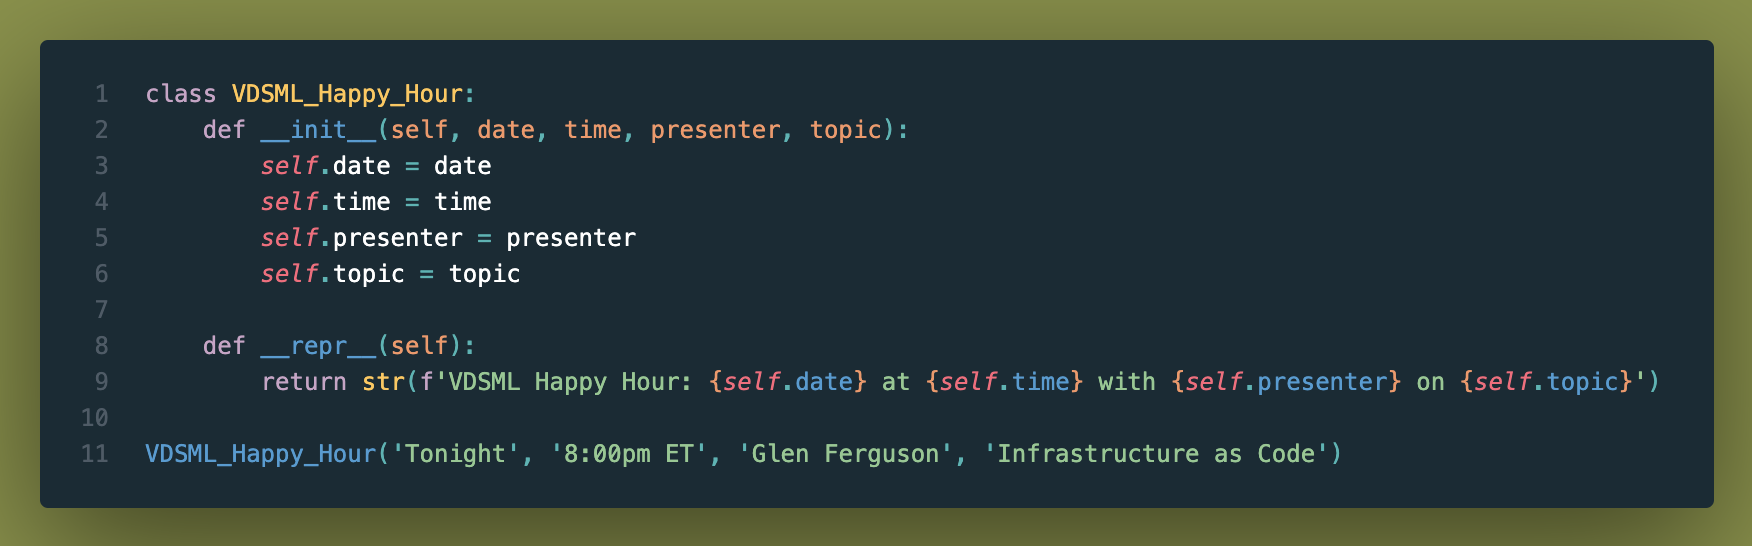 1 class VDSML_Happy_Hour:
2     def __init__(self, date, time, presenter, topic):
3         self.date = date
4         self.time = time
5         self.presenter = presenter
6         self.topic = topic
7
8     def __repr__(self):
9         return str(f'VDSML Happy Hour: {self.date} at {self.time} with {self.presenter} on {self.topic}')
10
11 VDSML_Happy_Hour('Tonight', '8:00pm ET', 'Glen Ferguson', 'Infrastructure as Code')